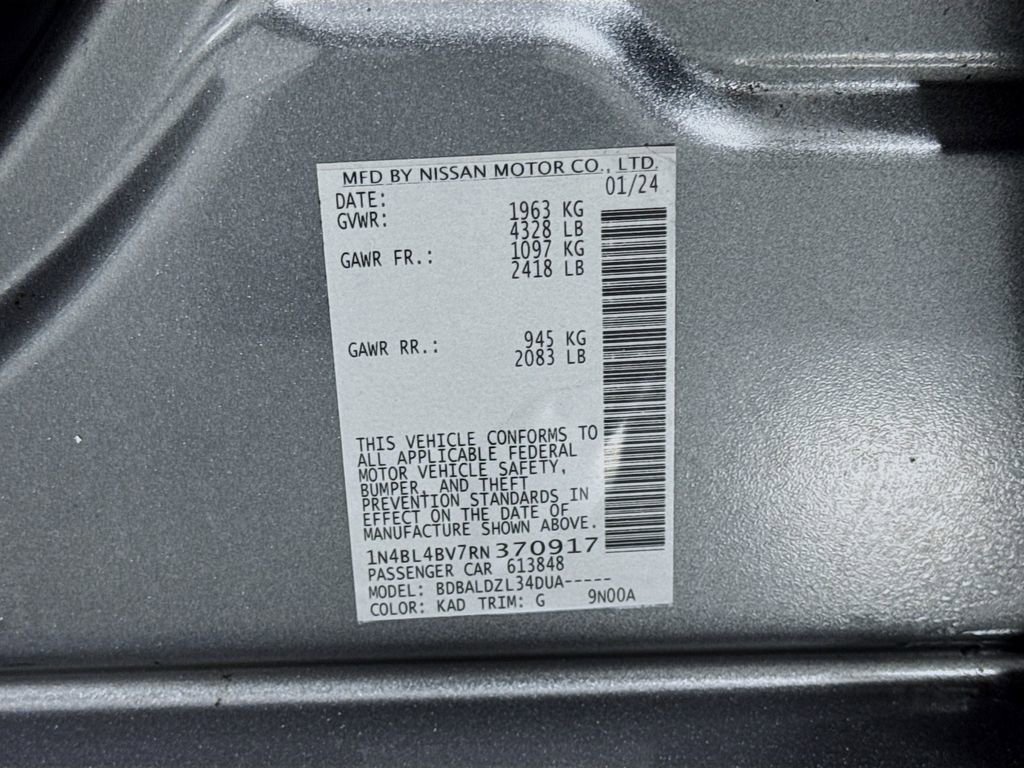 MFD BY NISSAN MOTOR CO., LTD.
DATE: 01/24
GVWR: 1963 KG
4328 LB
GAWR FR.: 1097 KG
2418 LB
GAWR RR.: 945 KG
2083 LB
THIS VEHICLE CONFORMS TO
ALL APPLICABLE FEDERAL
MOTOR VEHICLE SAFETY,
BUMPER, AND THEFT
PREVENTION STANDARDS IN
EFFECT ON THE DATE OF
MANUFACTURE SHOWN ABOVE.
1N4BL4BV7RN370917
PASSENGER CAR 613848
MODEL: BDBALDZL34DUA-----
COLOR: KAD TRIM: G 9N00A